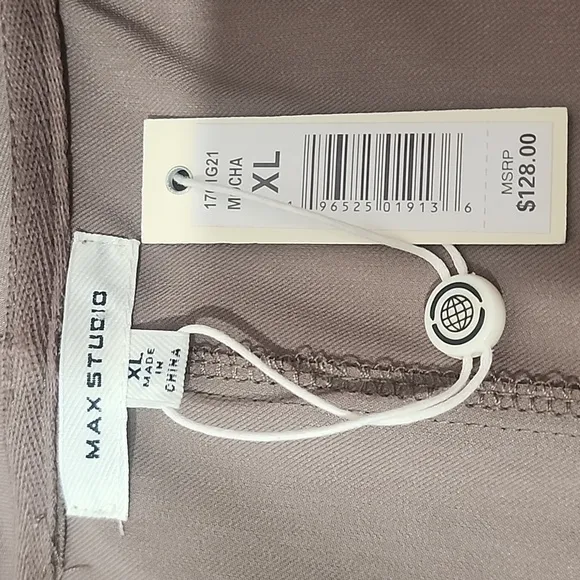 MAX STUDIO
XL
MADE
IN
CHINA
XL
96525 01913 6
MSRP
$128.00